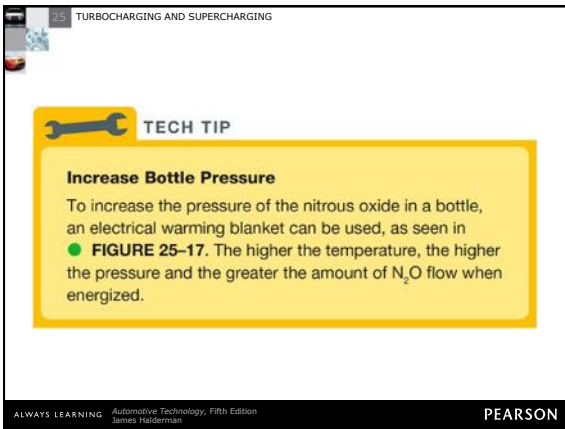 25 TURBOCHARGING AND SUPERCHARGING
TECH TIP
Increase Bottle Pressure
To increase the pressure of the nitrous oxide in a bottle,
an electrical warming blanket can be used, as seen in
● FIGURE 25–17. The higher the temperature, the higher
the pressure and the greater the amount of N₂O flow when
energized.
ALWAYS LEARNING Automotive Technology, Fifth Edition
James Halderman
PEARSON